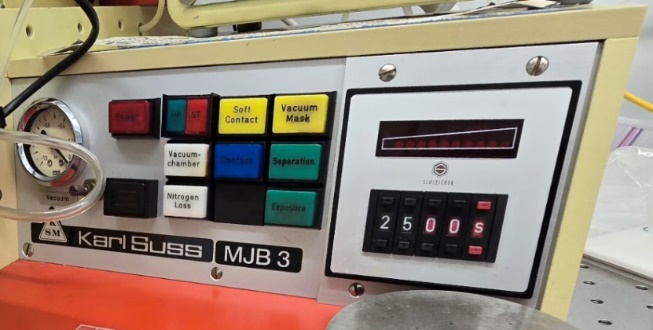 Power
HP ST
Soft
Contact
Vacuum
Mask
Vacuum-
chamber
Contact
Separation
Nitrogen
Loss
Exposure
Vacuum
K
SM
Karl Suss
MJB 3
SCHLEICHER
2500s